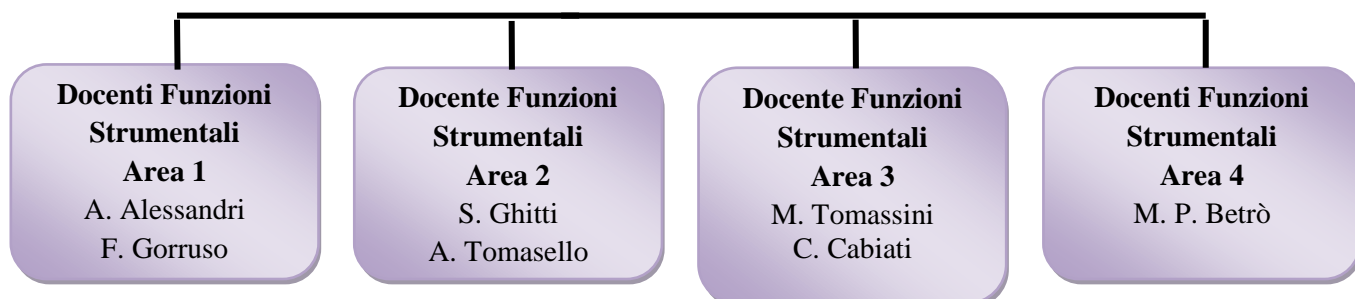 Docenti Funzioni
Strumentali
Area 1
A. Alessandri
F. Gorruso
Docente Funzioni
Strumentali
Area 2
S. Ghitti
A. Tomasello
Docente Funzioni
Strumentali
Area 3
M. Tomassini
C. Cabiati
Docenti Funzioni
Strumentali
Area 4
M. P. Betrò